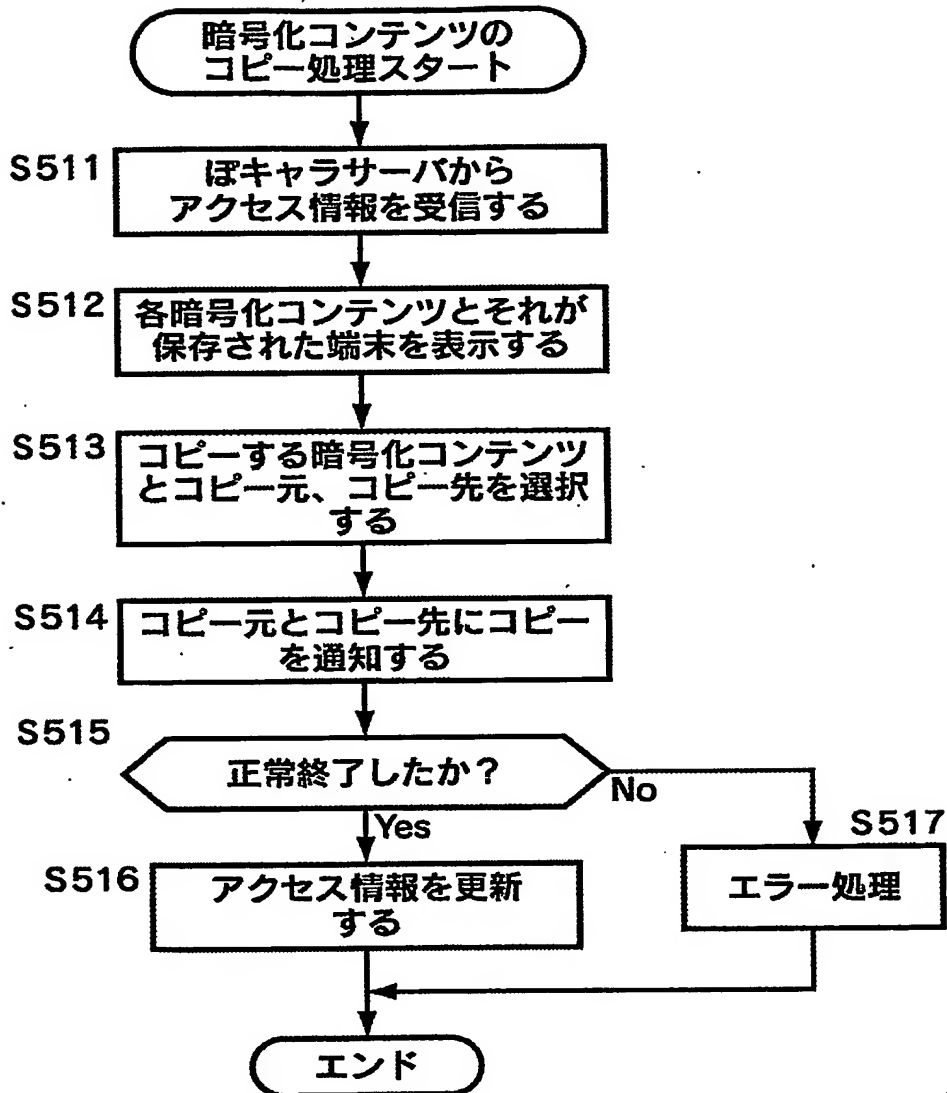 暗号化コンテンツの
コピー処理スタート
S511
ぽキャラサーバから
アクセス情報を受信する
S512
各暗号化コンテンツとそれが
保存された端末を表示する
S513
コピーする暗号化コンテンツ
とコピー元、コピー先を選択
する
S514
コピー元とコピー先にコピー
を通知する
S515
正常終了したか？
No
Yes
S517
エラー処理
S516
アクセス情報を更新
する
エンド